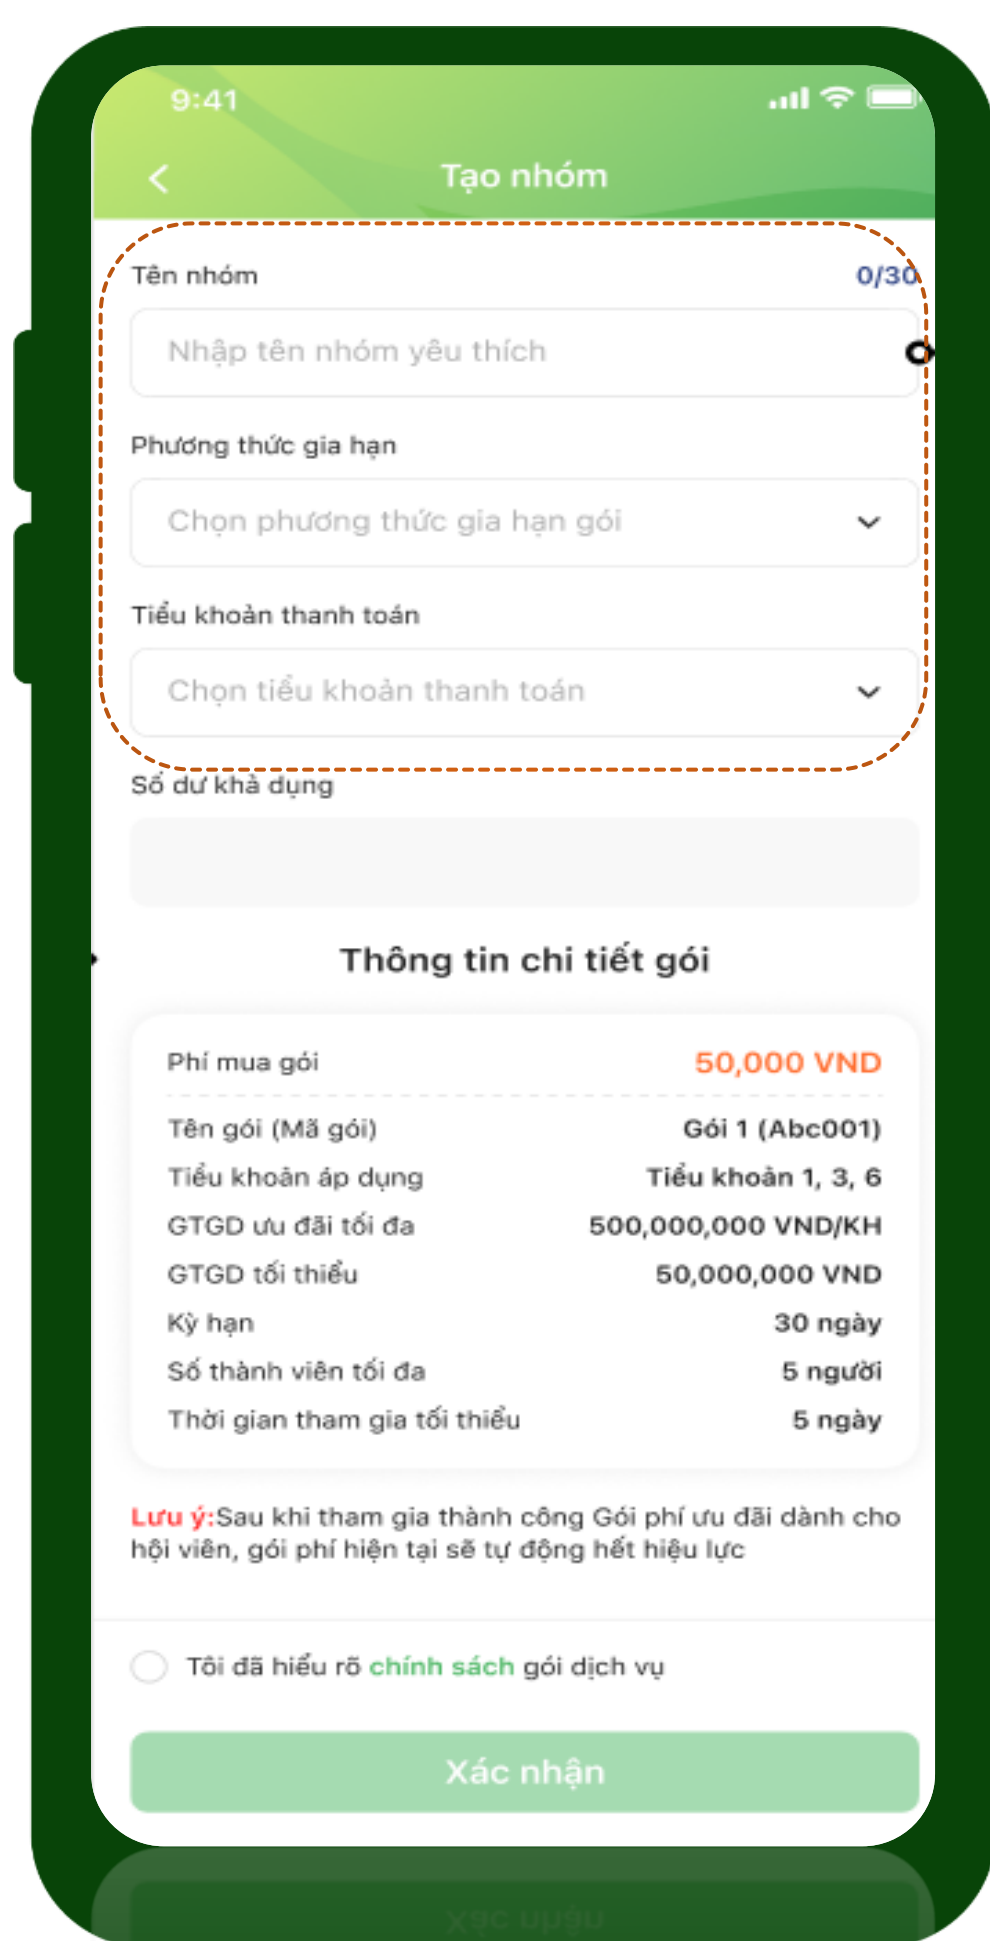 9:41
Tạo nhóm
Tên nhóm 0/30
Nhập tên nhóm yêu thích
Phương thức gia hạn
Chọn phương thức gia hạn gói
Tiểu khoản thanh toán
Chọn tiểu khoản thanh toán
Số dư khả dụng
Thông tin chi tiết gói
Phí mua gói 50,000 VND
Tên gói (Mã gói) Gói 1 (Abc001)
Tiểu khoản áp dụng Tiểu khoản 1, 3, 6
GTGD ưu đãi tối đa 500,000,000 VND/KH
GTGD tối thiểu 50,000,000 VND
Kỳ hạn 30 ngày
Số thành viên tối đa 5 người
Thời gian tham gia tối thiểu 5 ngày
Lưu ý:Sau khi tham gia thành công Gói phí ưu đãi dành cho
hội viên, gói phí hiện tại sẽ tự động hết hiệu lực
Tôi đã hiểu rõ chính sách gói dịch vụ
Xác nhận